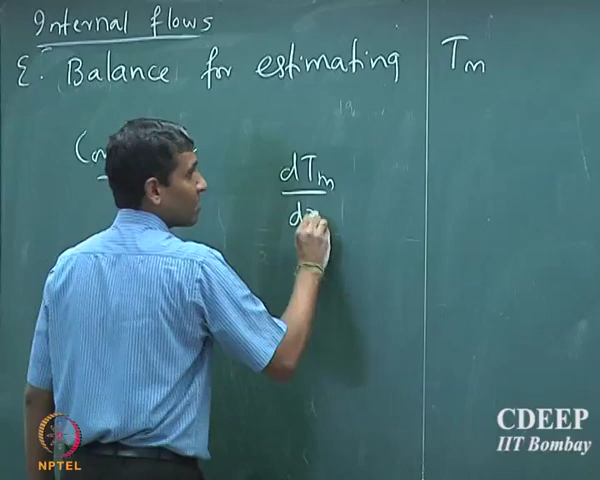 Internal flows
E. Balance for estimating Tm
dTm
CDEEP
IIT Bombay
NPTEL